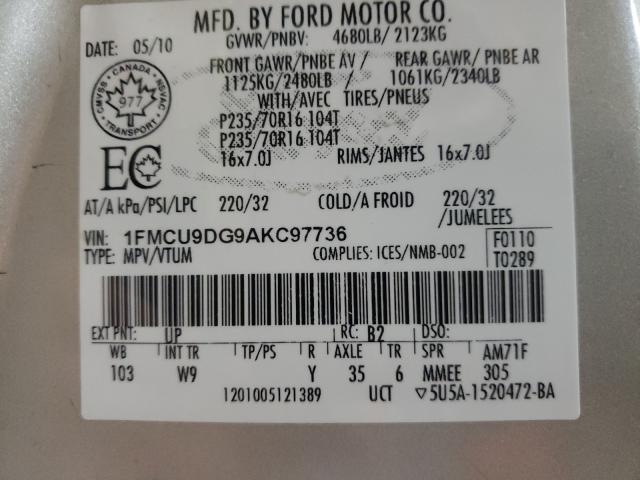 MFD. BY FORD MOTOR CO.
DATE: 05/10 GVWR/PNBV: 4680LB/ 2123KG
FRONT GAWR/PNBE AV / REAR GAWR/ PNBE AR
1125KG/2480LB 1061KG/2340LB
WITH/AVEC TIRES/PNEUS
CANADA
CMVSS NSVAC
977
TRANSPORT
P235/70R16 104T
P235/70R16 104T
16x7.0J RIMS/JANTES 16x7.0J
EC
AT/A kPa/PSI/LPC 220/32 COLD/A FROID 220/32
/JUMELEES
VIN: 1FMCU9DG9AKC97736
TYPE: MPV/VTUM COMPLIES: ICES/NMB-002
F0110
T0289
EXT PNT: UP RC: B2 DSO:
WB INT TR TP/PS R AXLE TR SPR AM71F
103 W9 Y 35 6 MMEE 305
1201005121389 UCT ▽5U5A-1520472-BA